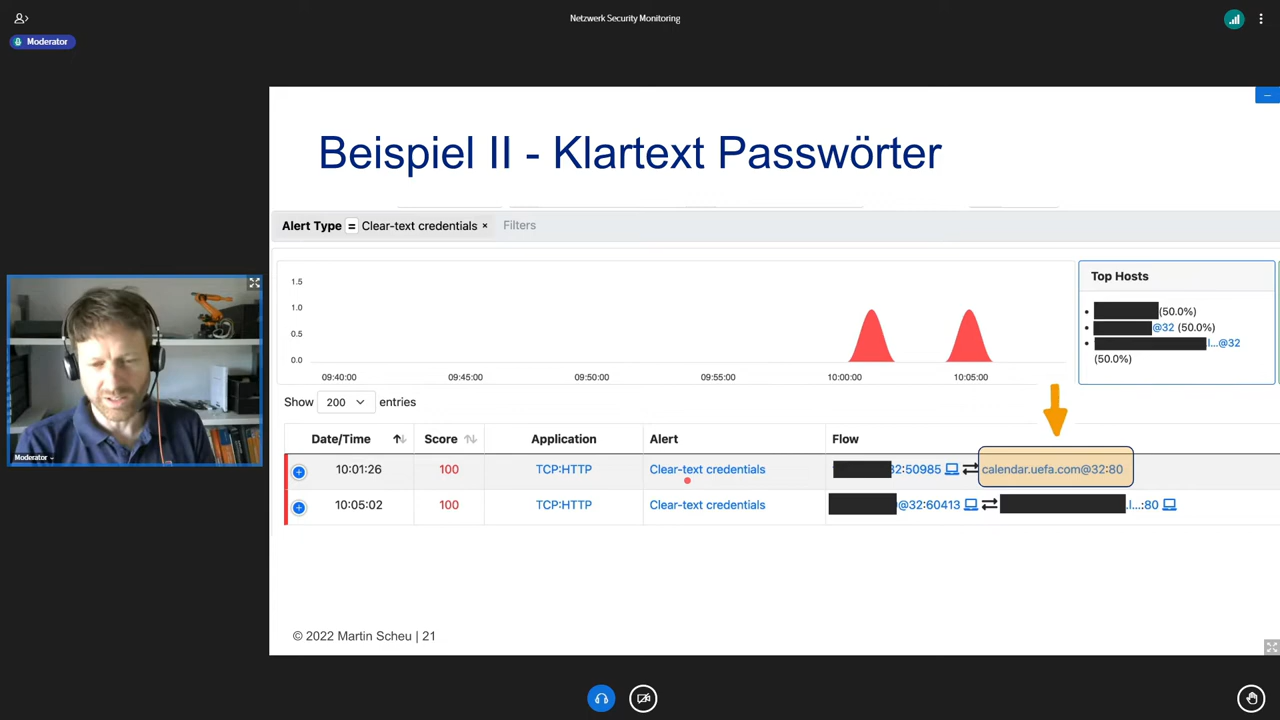 Netzwerk Security Monitoring
Moderator
Beispiel II - Klartext Passwörter
Alert Type = Clear-text credentials × Filters
1.5
1.0
0.5
0.0
09:40:00 09:45:00 09:50:00 09:55:00 10:00:00 10:05:00
Top Hosts
(50.0%)
@32 (50.0%)
l...@32
(50.0%)
Show 200 entries
Date/Time Score Application Alert Flow
10:01:26 100 TCP:HTTP Clear-text credentials 32:50985 calendar.uefa.com@32:80
10:05:02 100 TCP:HTTP Clear-text credentials @32:60413 .l...:80
© 2022 Martin Scheu | 21
Moderator